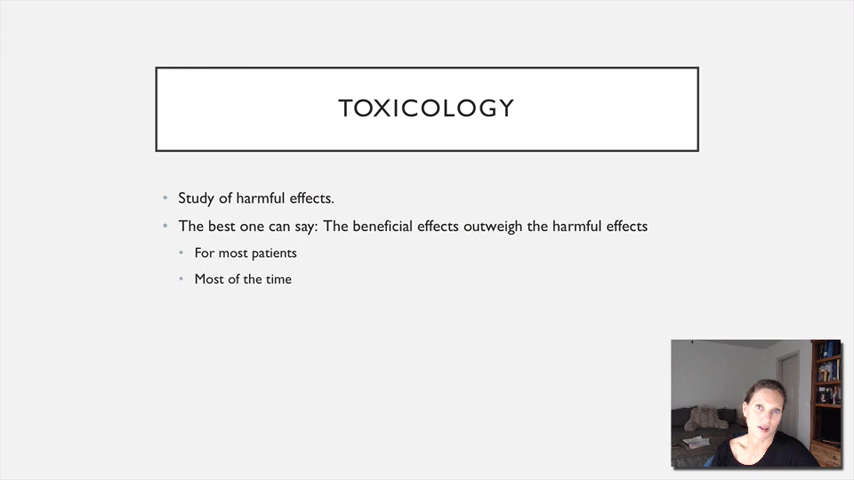 TOXICOLOGY
Study of harmful effects.
The best one can say: The beneficial effects outweigh the harmful effects
For most patients
Most of the time